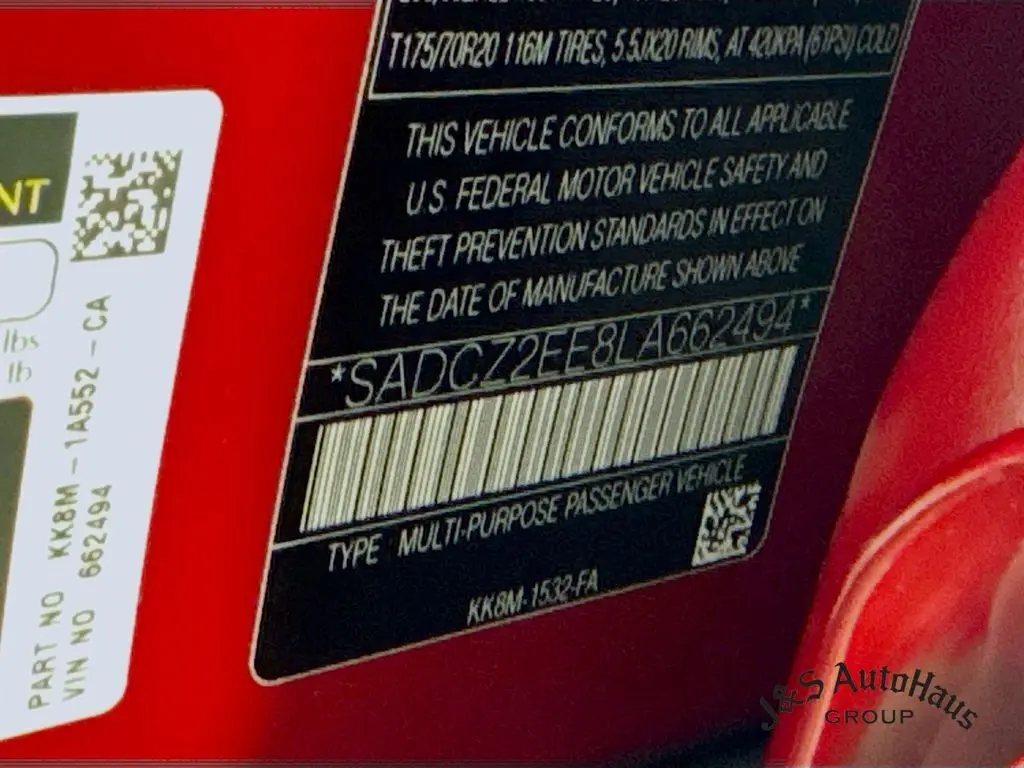 T175/70R20 116M TIRES, 5.5JX20 RIMS, AT 420KPA (61PSI) COLD
THIS VEHICLE CONFORMS TO ALL APPLICABLE
U.S. FEDERAL MOTOR VEHICLE SAFETY AND
THEFT PREVENTION STANDARDS IN EFFECT ON
THE DATE OF MANUFACTURE SHOWN ABOVE
*SADCZ2EE8LA662494*
TYPE MULTI-PURPOSE PASSENGER VEHICLE
KK8M-1532-FA
NT
lbs
lb
PART NO KK8M-1A552-CA
VIN NO 662494
J&S AutoHaus
GROUP